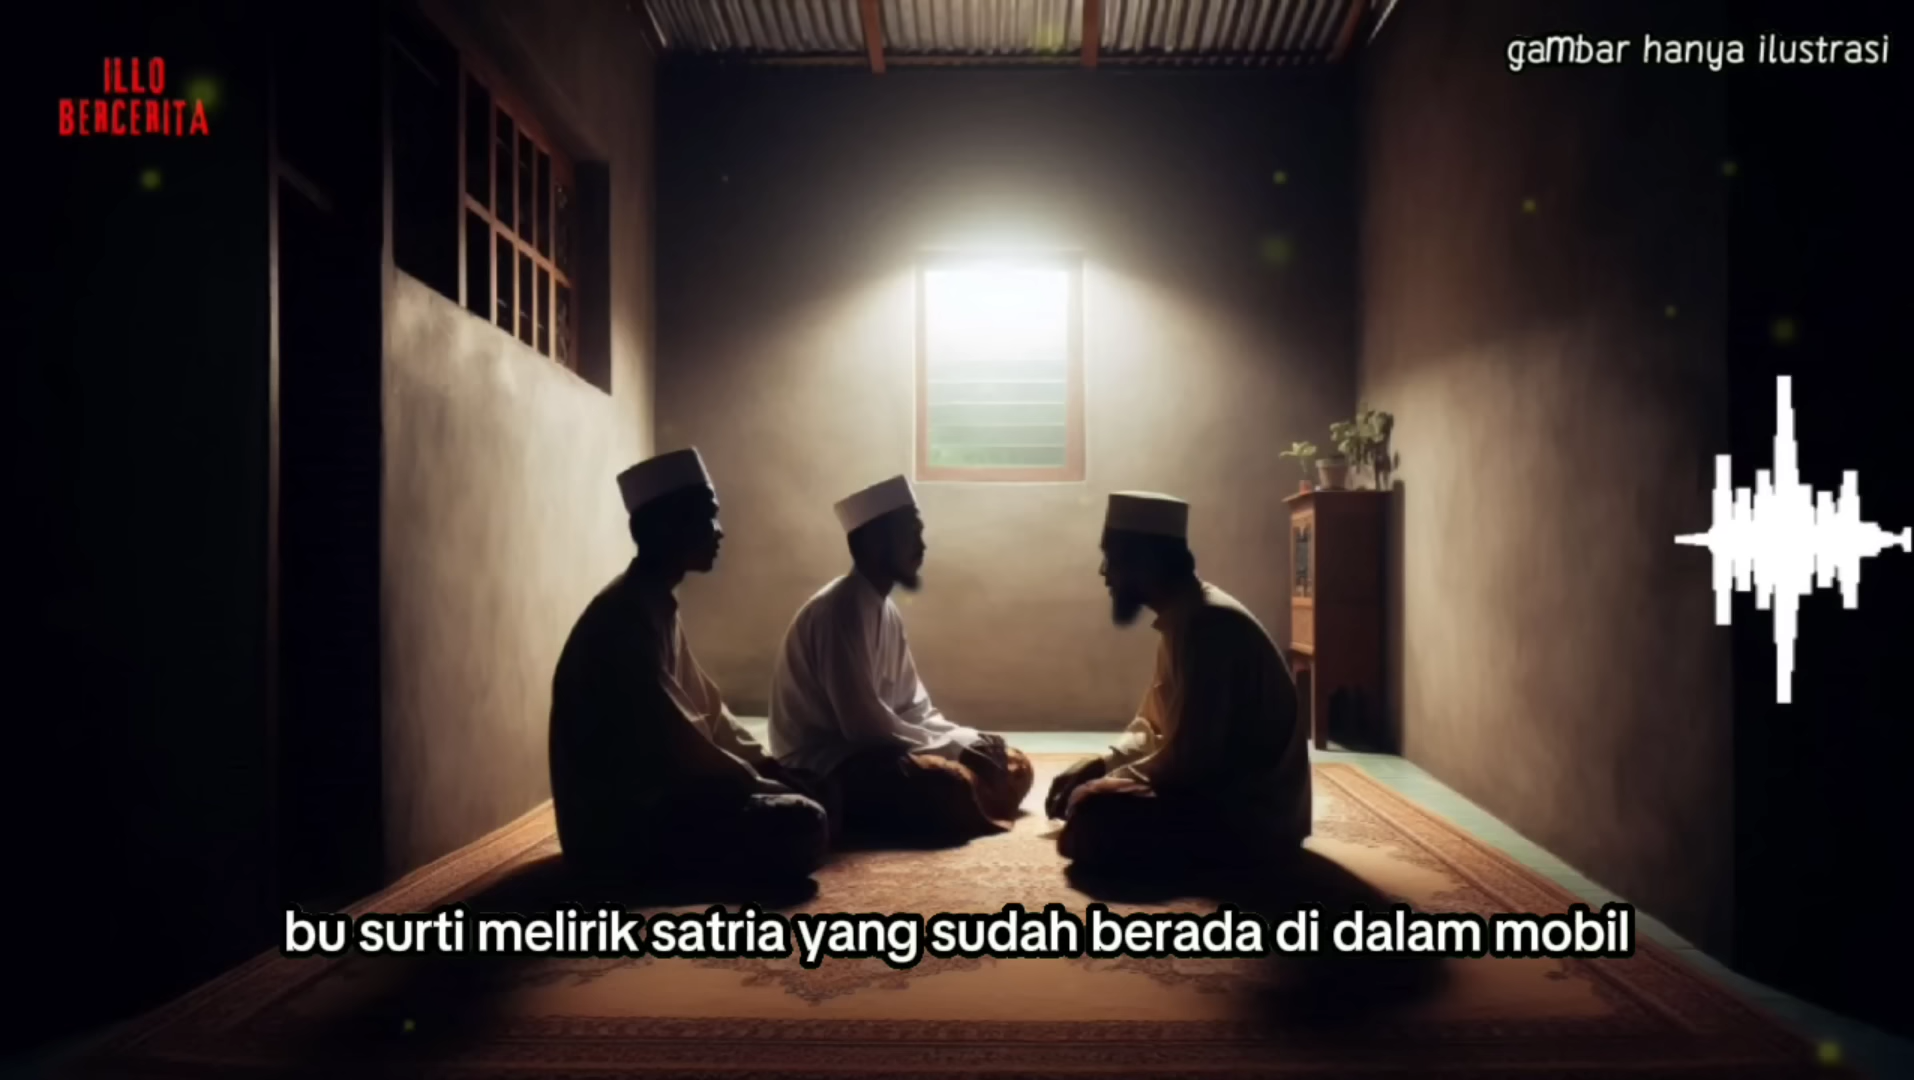 ILLO
BERCERITA
gambar hanya ilustrasi
bu surti melirik satria yang sudah berada di dalam mobil